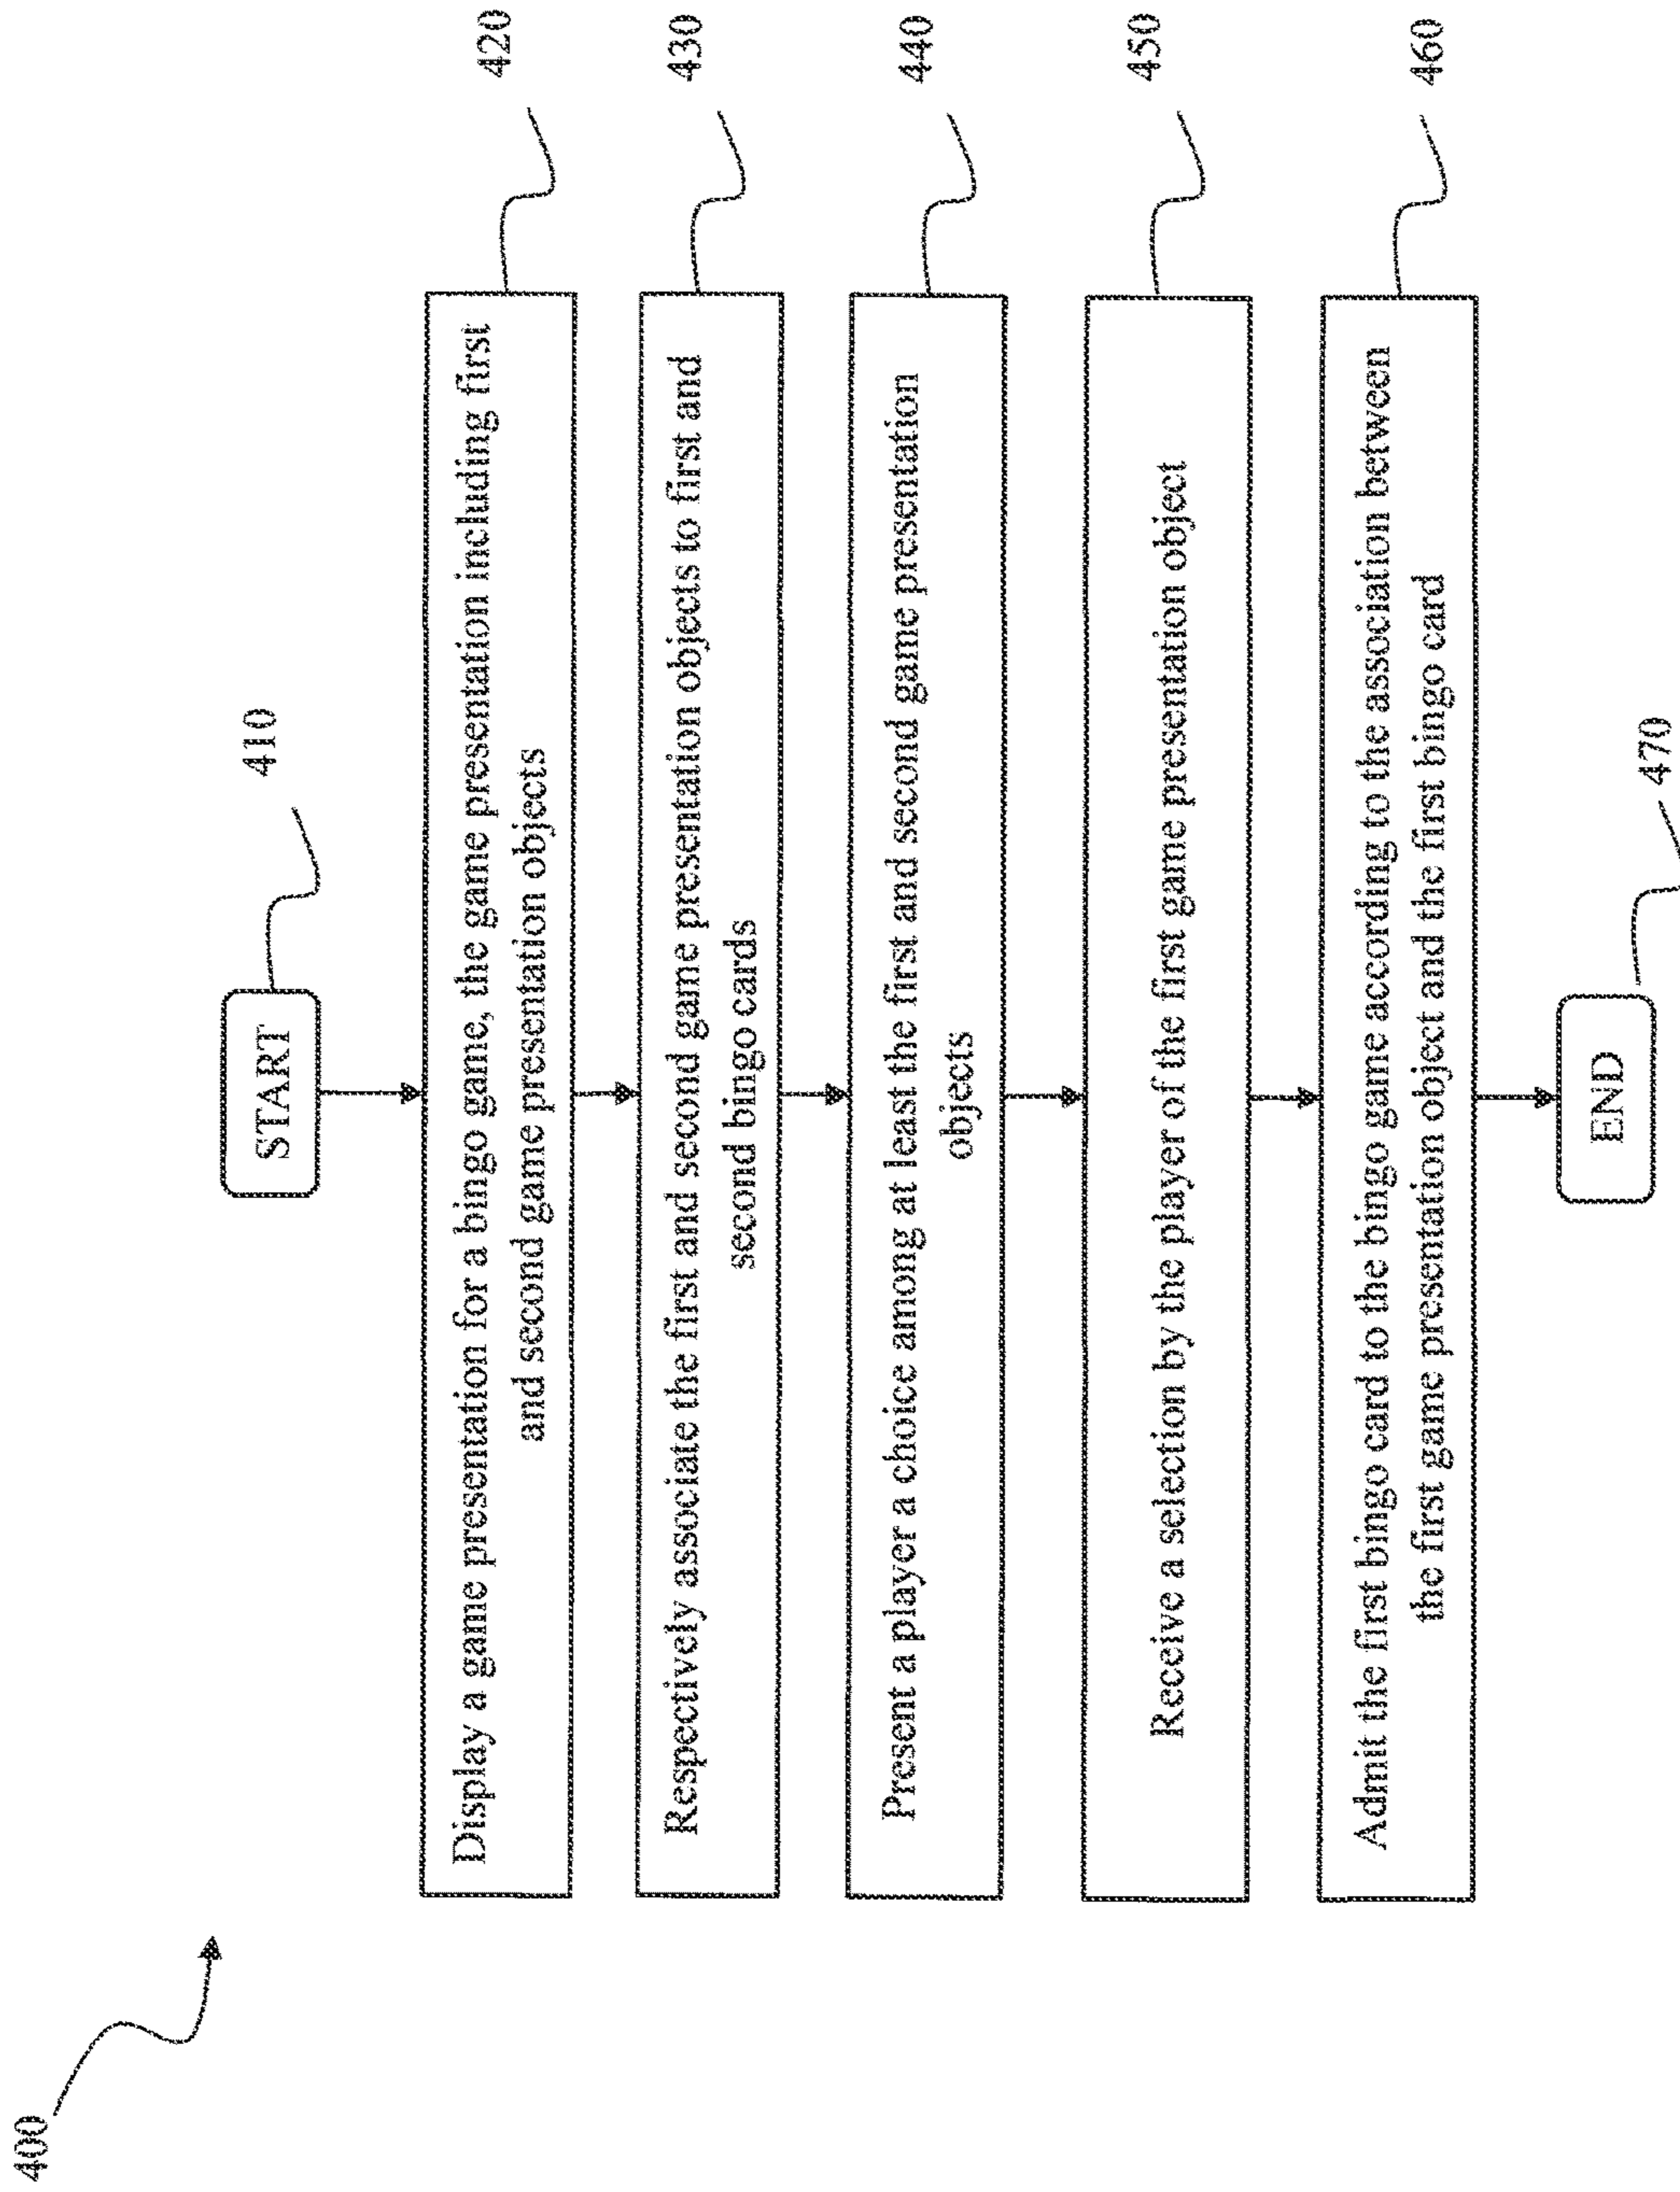 400
START
410
Display a game presentation for a bingo game, the game presentation including first
and second game presentation objects
420
Respectively associate the first and second game presentation objects to first and
second bingo cards
430
Present a player a choice among at least the first and second game presentation
objects
440
Receive a selection by the player of the first game presentation object
450
Admit the first bingo card to the bingo game according to the association between
the first game presentation object and the first bingo card
460
END
470